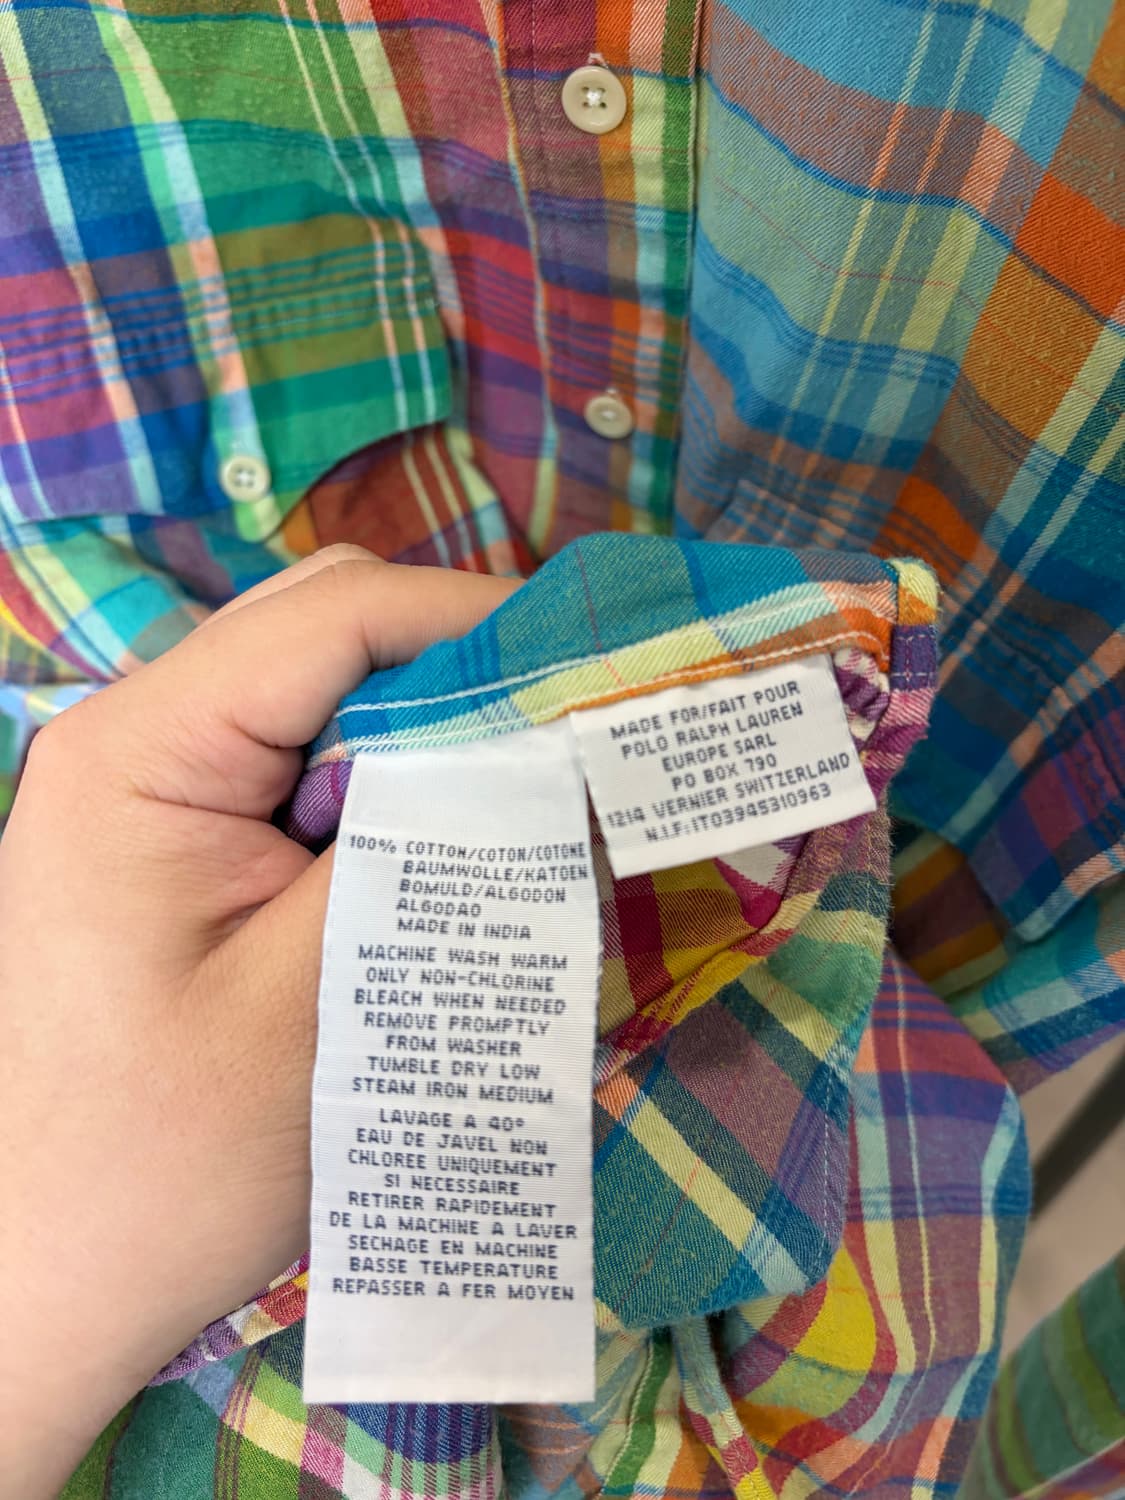 MADE FOR/FAIT POUR
POLO RALPH LAUREN
EUROPE SARL
PO BOX 790
1214 VERNIER SWITZERLAND
N.I.F:IT03945310963
100% COTTON/COTON/COTONE
BAUMWOLLE/KATOEN
BOMULD/ALGODON
ALGODAO
MADE IN INDIA
MACHINE WASH WARM
ONLY NON-CHLORINE
BLEACH WHEN NEEDED
REMOVE PROMPTLY
FROM WASHER
TUMBLE DRY LOW
STEAM IRON MEDIUM
LAVAGE A 40°
EAU DE JAVEL NON
CHLOREE UNIQUEMENT
SI NECESSAIRE
RETIRER RAPIDEMENT
DE LA MACHINE A LAVER
SECHAGE EN MACHINE
BASSE TEMPERATURE
REPASSER A FER MOYEN